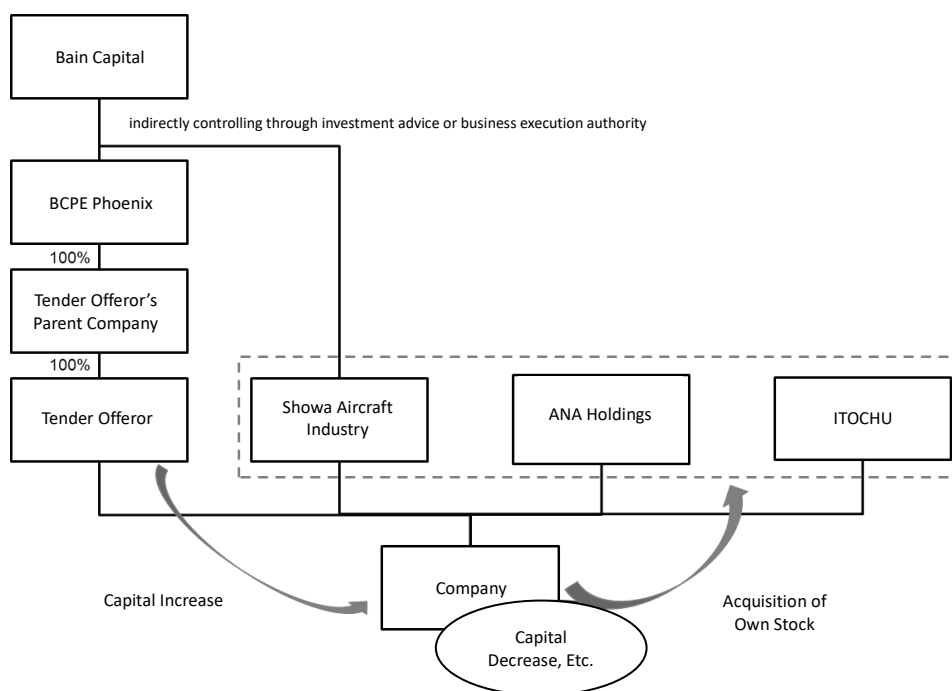 Bain Capital
indirectly controlling through investment advice or business execution authority
BCPE Phoenix
100%
Tender Offeror’s
Parent Company
100%
Tender Offeror
Showa Aircraft
Industry
ANA Holdings
ITOCHU
Company
Capital Increase
Acquisition of
Own Stock
Capital
Decrease, Etc.